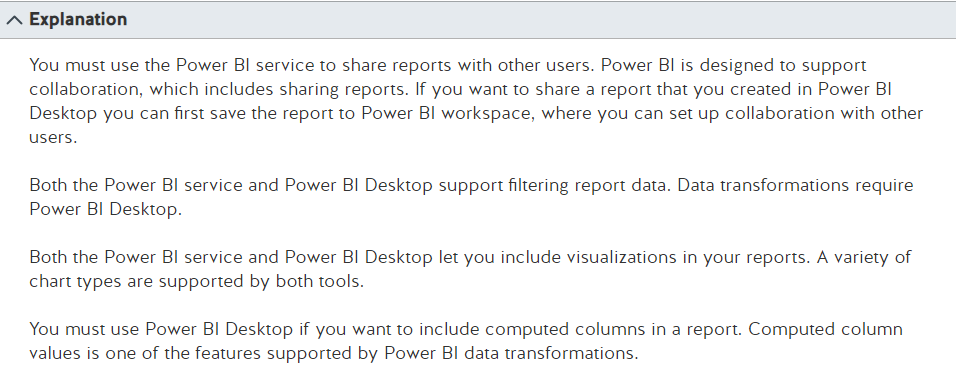 Explanation
You must use the Power BI service to share reports with other users. Power BI is designed to support
collaboration, which includes sharing reports. If you want to share a report that you created in Power BI
Desktop you can first save the report to Power BI workspace, where you can set up collaboration with other
users.
Both the Power BI service and Power BI Desktop support filtering report data. Data transformations require
Power BI Desktop.
Both the Power BI service and Power BI Desktop let you include visualizations in your reports. A variety of
chart types are supported by both tools.
You must use Power BI Desktop if you want to include computed columns in a report. Computed column
values is one of the features supported by Power BI data transformations.